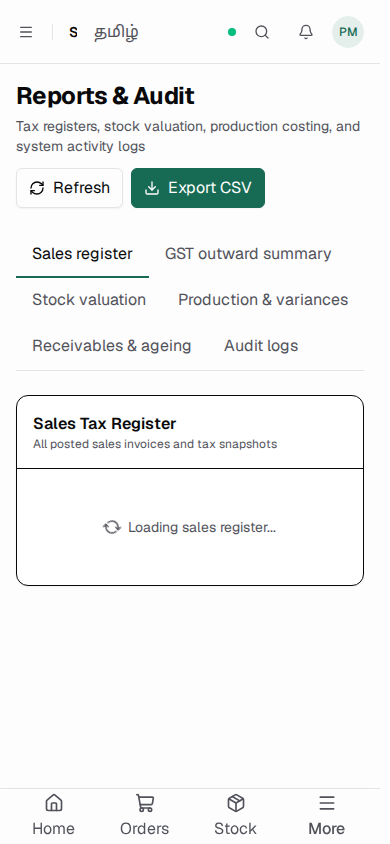 S தமிழ் PM
Reports & Audit
Tax registers, stock valuation, production costing, and
system activity logs
Refresh Export CSV
Sales register GST outward summary
Stock valuation Production & variances
Receivables & ageing Audit logs
Sales Tax Register
All posted sales invoices and tax snapshots
Loading sales register...
Home Orders Stock More